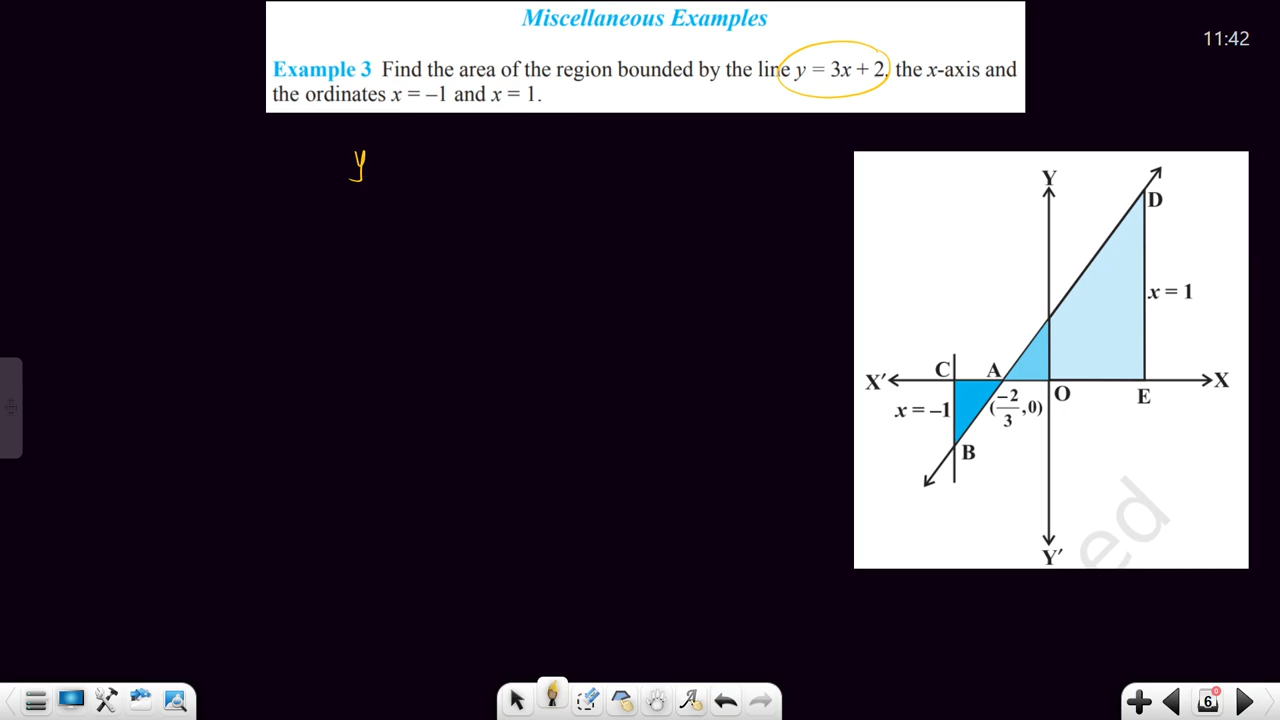 Miscellaneous Examples
11:42
Example 3 Find the area of the region bounded by the line y = 3x + 2, the x-axis and
the ordinates x = –1 and x = 1.
y
Y
D
x = 1
C
A
X′
X
O
E
x = –1
(–2/3 ,0)
B
ed
Y′
0
6